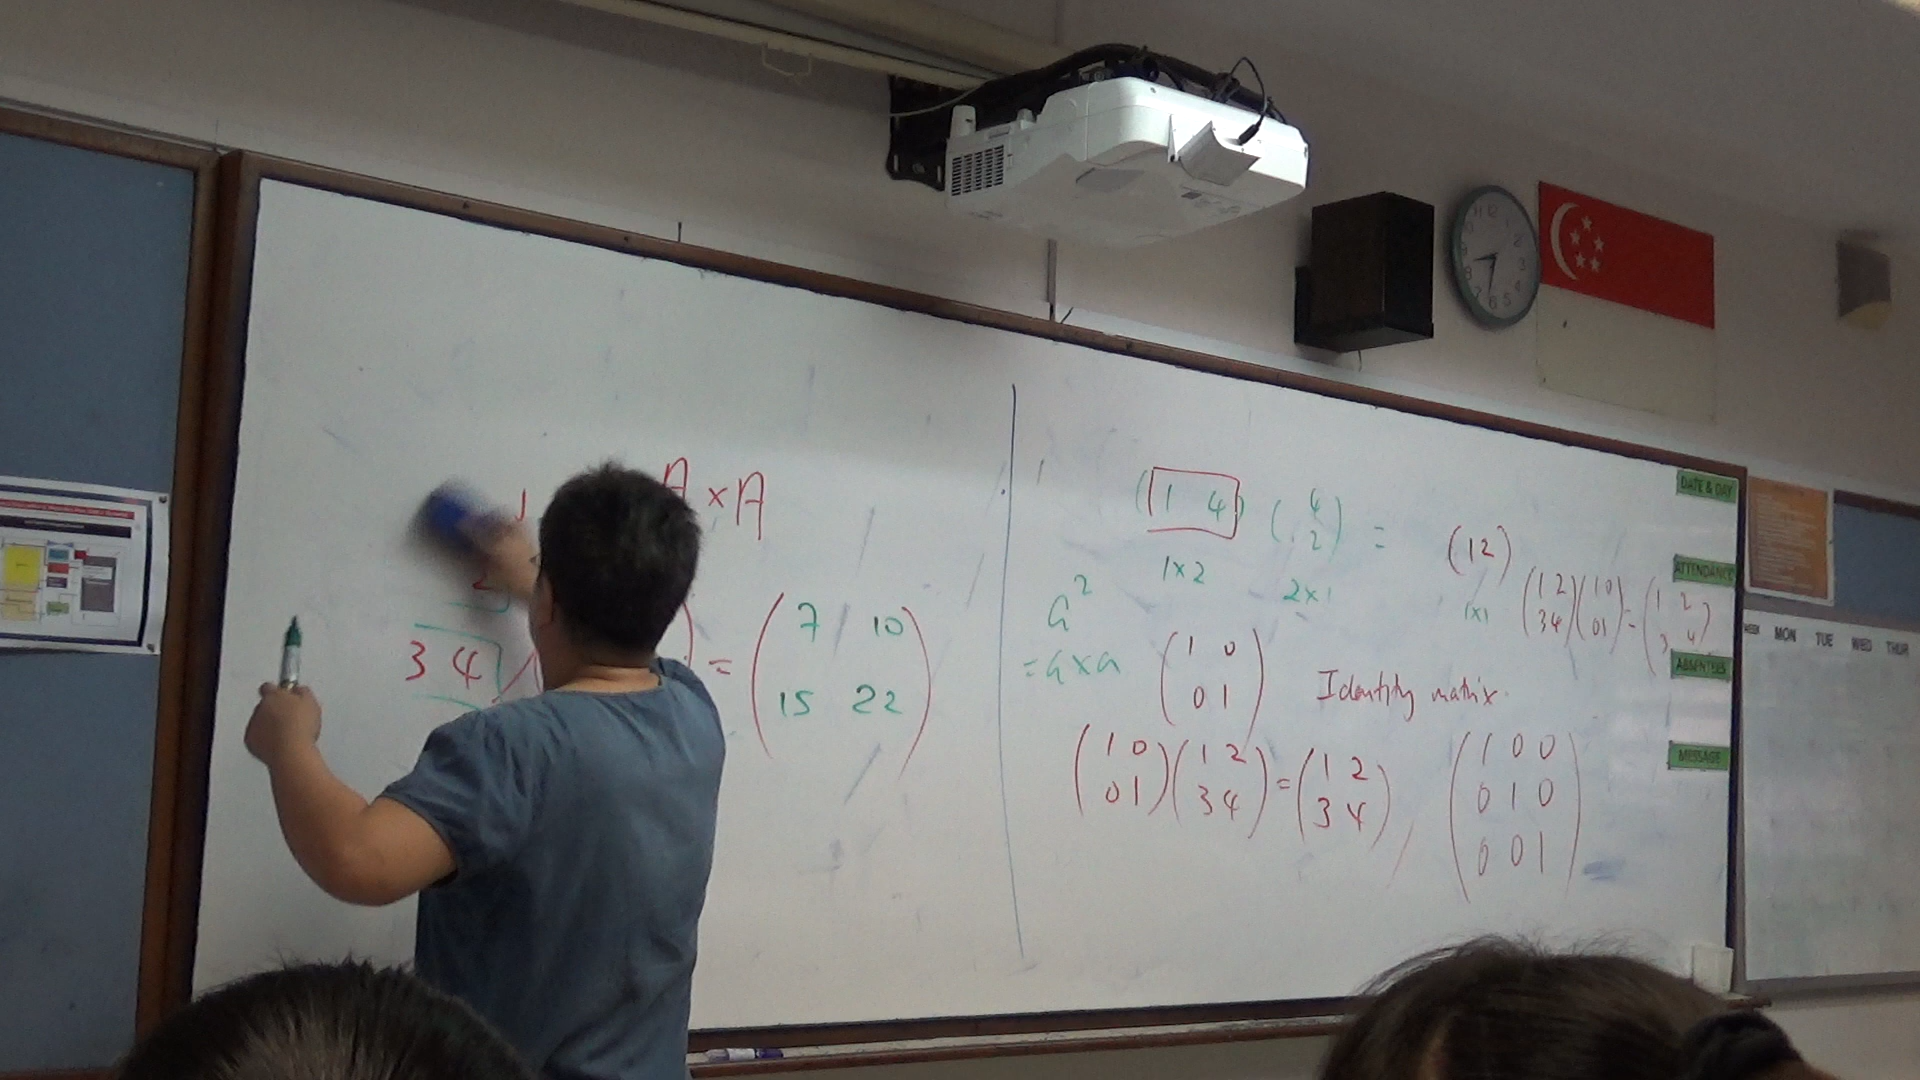 A × A
3 4
= ( 7 10
15 22 )
( 1 4 ) ( 4
2 ) = ( 12 )
1×2 2×1 1×1
( 1 2
3 4 ) ( 1 0
0 1 ) = ( 1 2
3 4 )
a²
= a × a
( 1 0
0 1 ) Identity matrix.
( 1 0
0 1 ) ( 1 2
3 4 ) = ( 1 2
3 4 )
( 1 0 0
0 1 0
0 0 1 )
DATE & DAY
ATTENDANCE
ABSENTEES
MESSAGE
MON TUE WED THUR